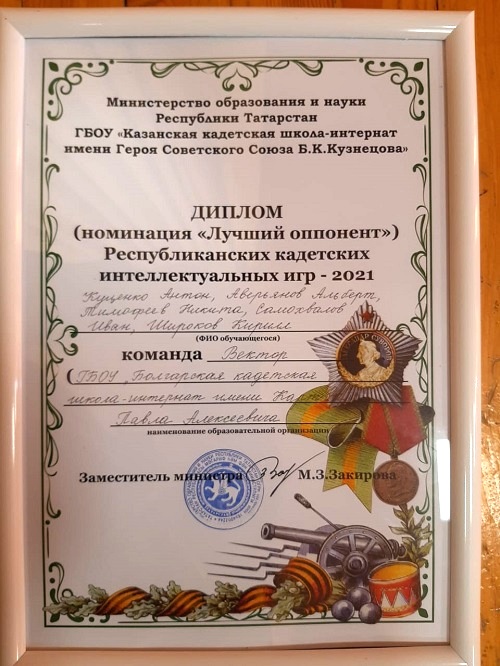 Министерство образования и науки
Республики Татарстан
ГБОУ «Казанская кадетская школа-интернат
имени Героя Советского Союза Б.К.Кузнецова»
ДИПЛОМ
(номинация «Лучший оппонент»)
Республиканских кадетских
интеллектуальных игр - 2021
Куценко Антон, Аверьянов Альберт,
Тимофеев Никита, Самохвалов
Иван, Широков Кирилл
(ФИО обучающегося)
команда Вектор
ГБОУ „Болгарская кадетская
школа-интернат имени
Павла Алексеевича
наименование образовательной организации
Заместитель министра М.З.Закирова